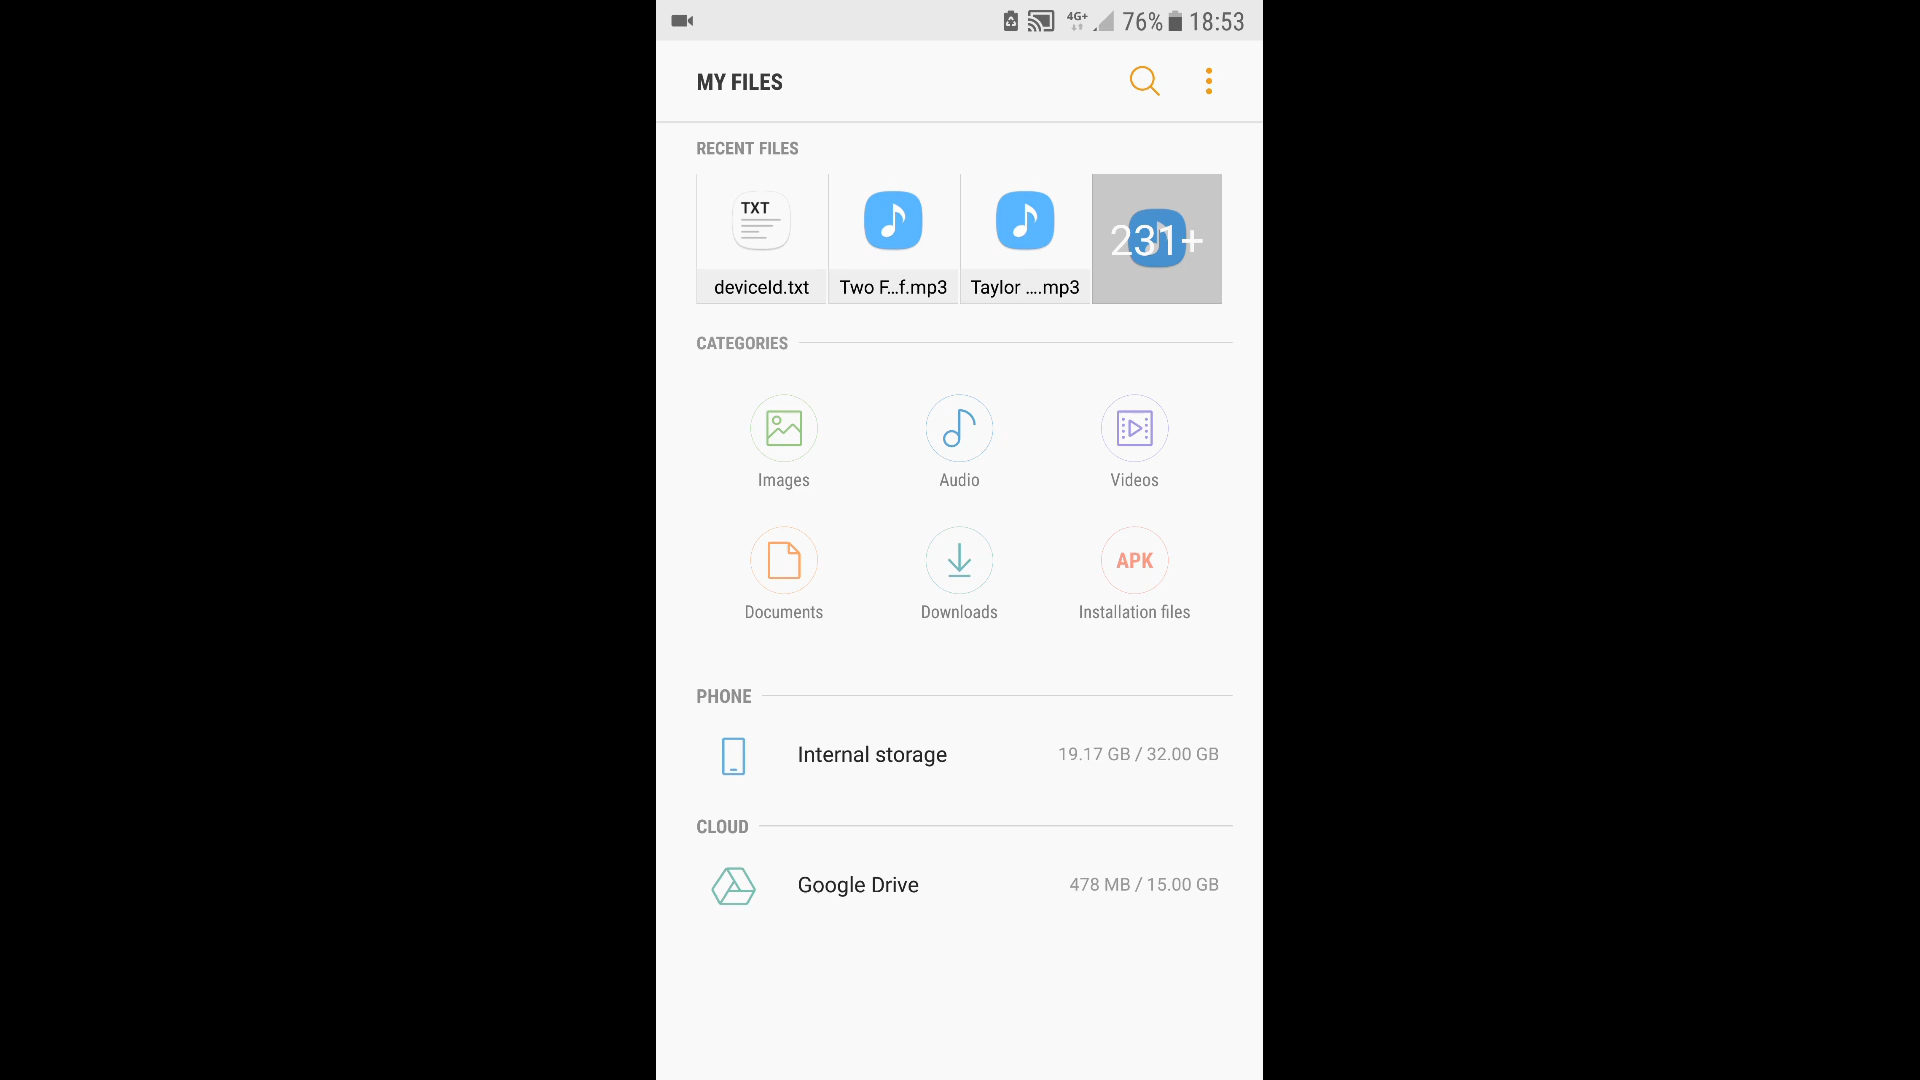 4G+ 76% 18:53
MY FILES
RECENT FILES
TXT
231+
deviceId.txt Two F...f.mp3 Taylor ....mp3
CATEGORIES
Images Audio Videos
APK
Documents Downloads Installation files
PHONE
Internal storage 19.17 GB / 32.00 GB
CLOUD
Google Drive 478 MB / 15.00 GB